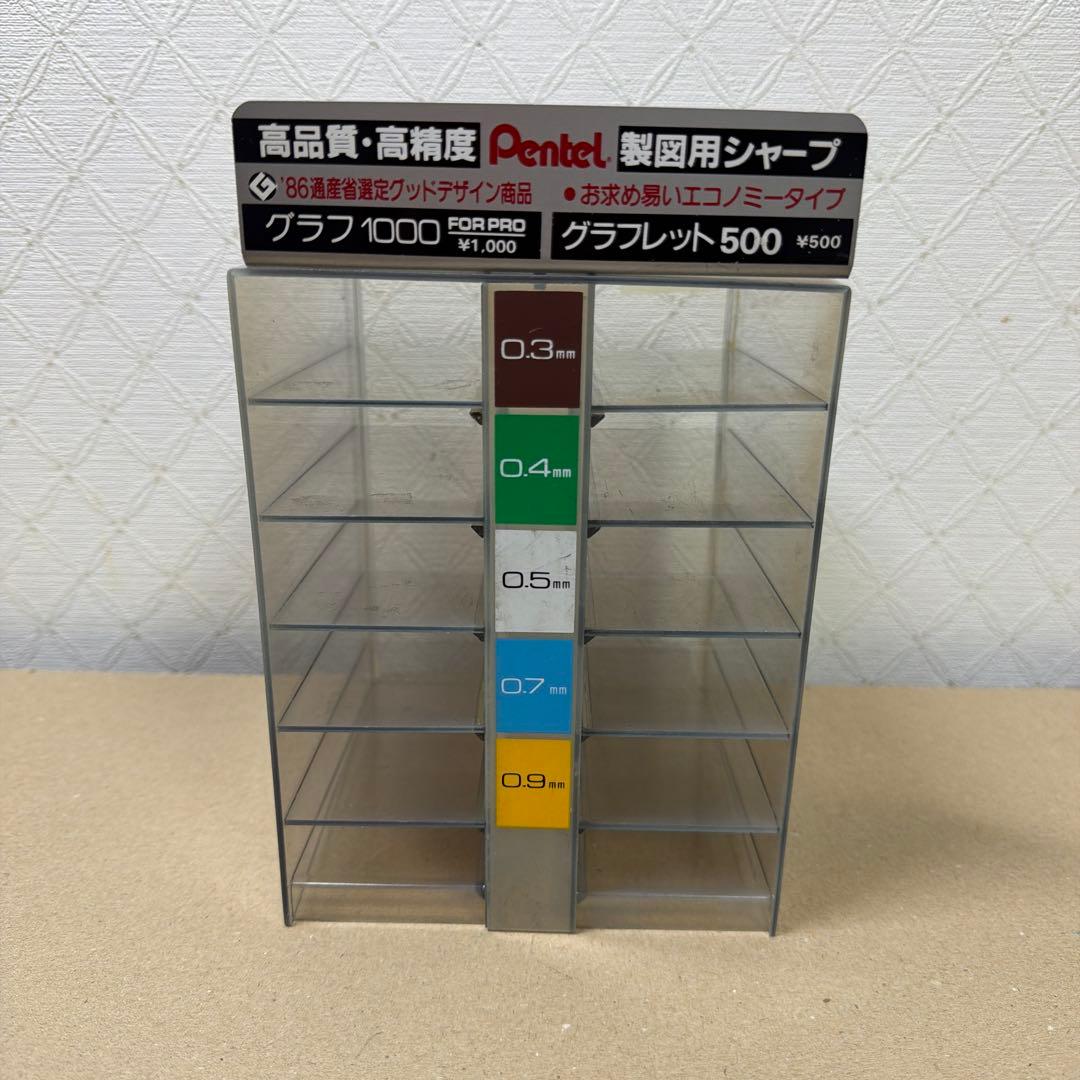 高品質・高精度 Pentel 製図用シャープ
'86通産省選定グッドデザイン商品 ●お求め易いエコノミータイプ
グラフ1000 FOR PRO ¥1,000 グラフレット500 ¥500
0.3mm
0.4mm
0.5mm
0.7mm
0.9mm